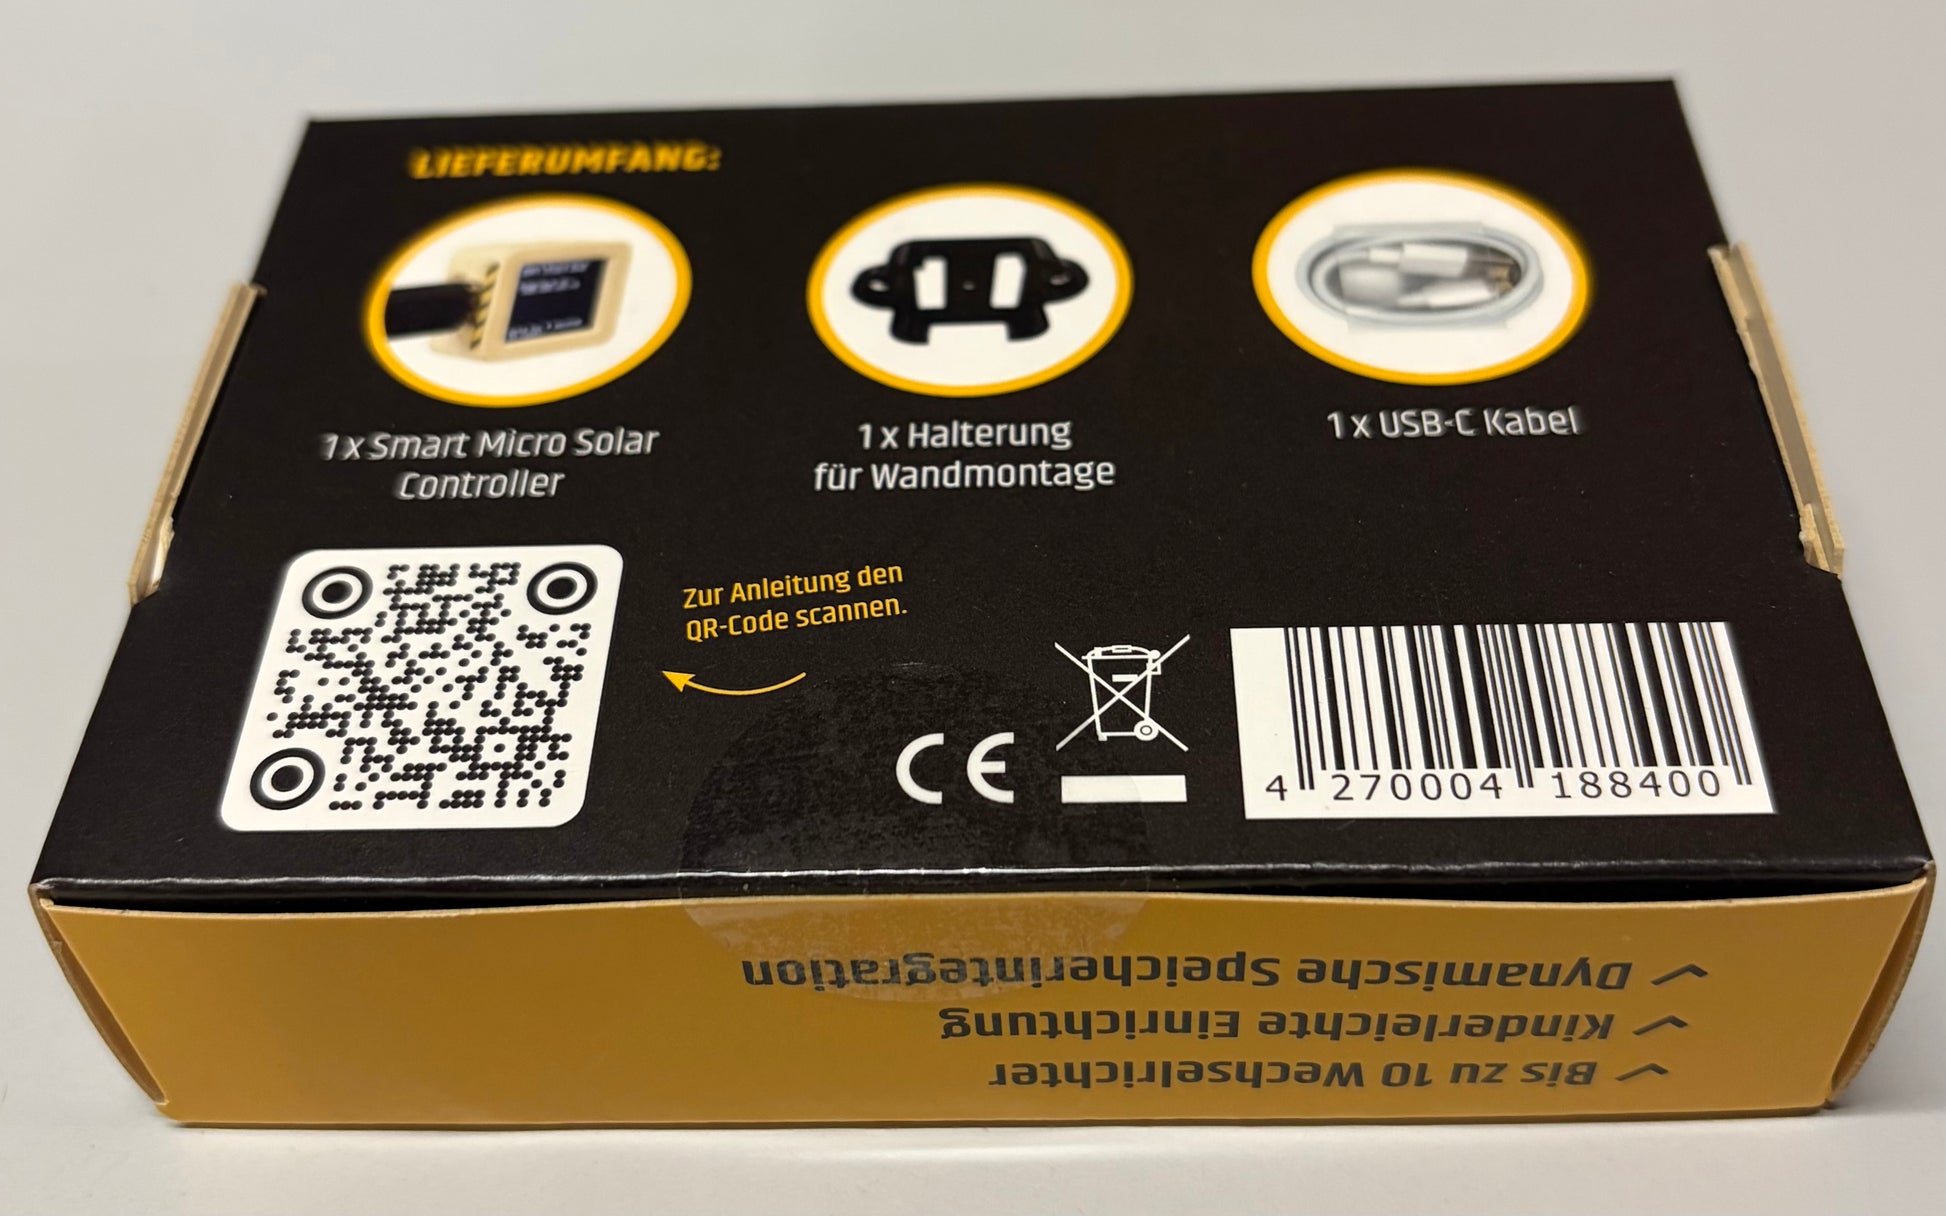 LIEFERUMFANG:
1 x Smart Micro Solar
Controller
1 x Halterung
für Wandmontage
1 x USB-C Kabel
Zur Anleitung den
QR-Code scannen.
CE
4 270004 188400
✓ Dynamische Speicherintegration
✓ Kinderleichte Einrichtung
✓ Bis zu 10 Wechselrichter